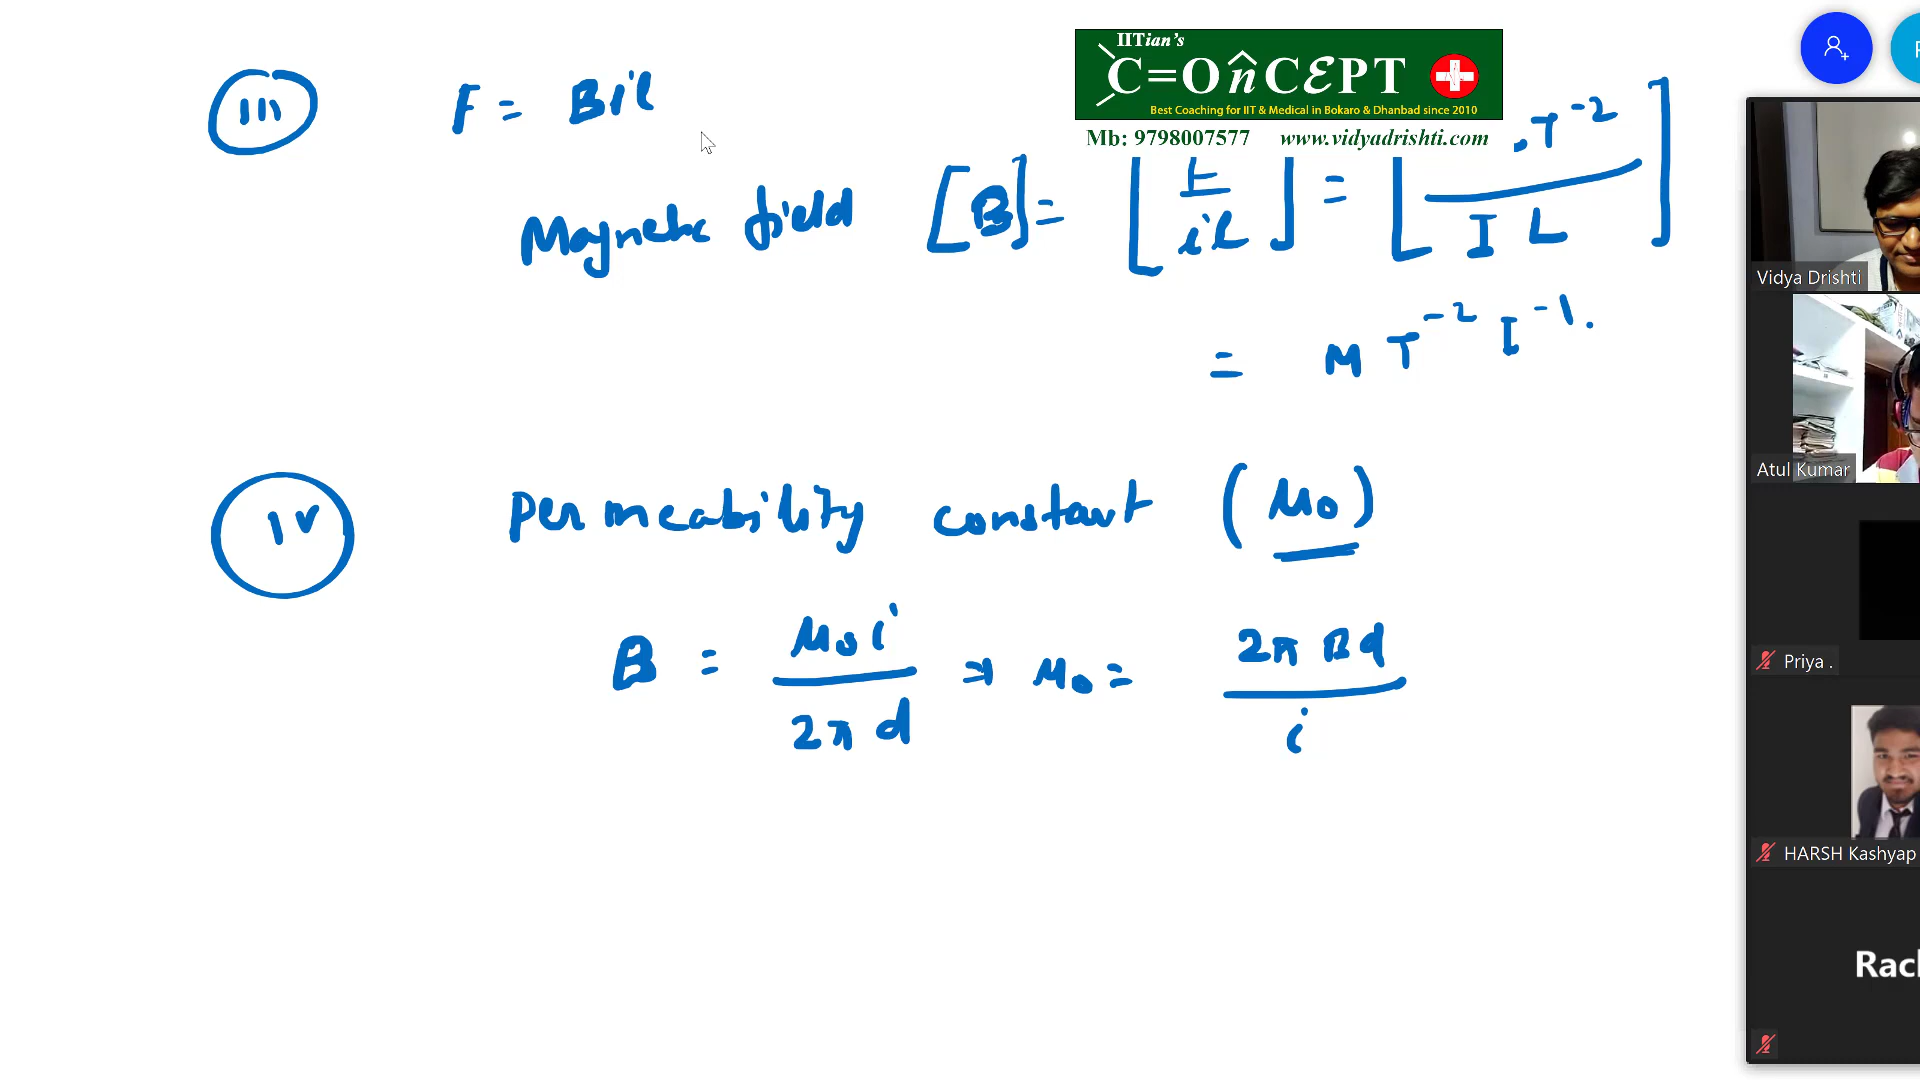 IITian's
C=On̂CƐPT
Best Coaching for IIT & Medical in Bokaro & Dhanbad since 2010
Mb: 9798007577 www.vidyadrishti.com
III F = Bil
Magnetic field [B] = [F/il] = [.T⁻²/I L]
= M T⁻² I⁻¹.
IV Permeability constant (μ₀)
B = μ₀i/2πd ⇒ μ₀ = 2πBd/i
Vidya Drishti
Atul Kumar
Priya .
HARSH Kashyap